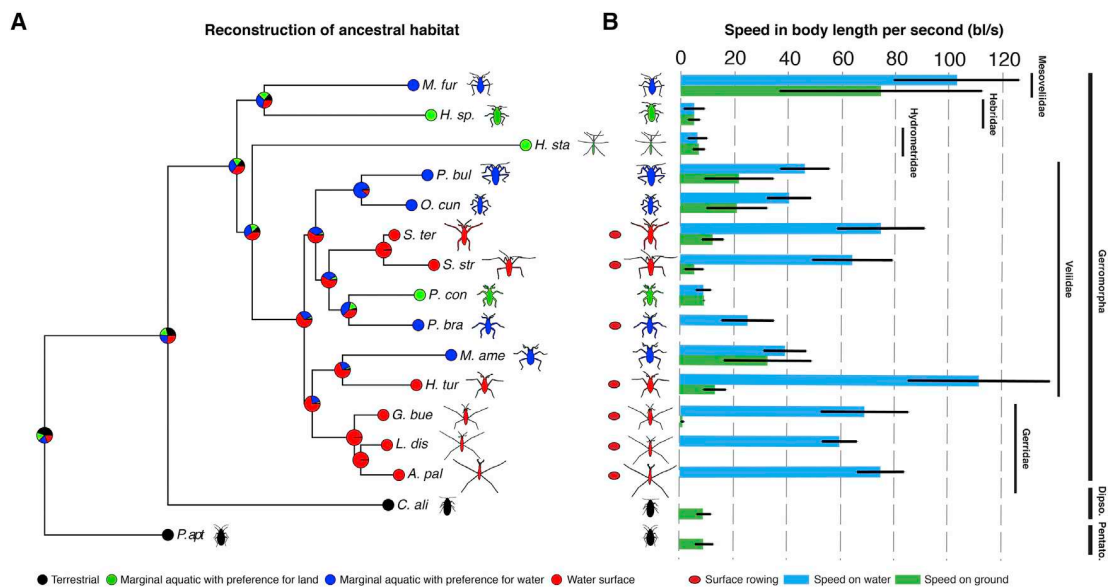 A
Reconstruction of ancestral habitat
M. fur
H. sp.
H. sta
P. bul
O. cun
S. ter
S. str
P. con
P. bra
M. ame
H. tur
G. bue
L. dis
A. pal
C. ali
P. apt
B
Speed in body length per second (bl/s)
0 20 40 60 80 100 120
Mesoveliidae
Hebridae
Hydrometridae
Veliidae
Gerromorpha
Gerridae
Dipso.
Pentato.
Terrestrial Marginal aquatic with preference for land Marginal aquatic with preference for water Water surface Surface rowing Speed on water Speed on ground